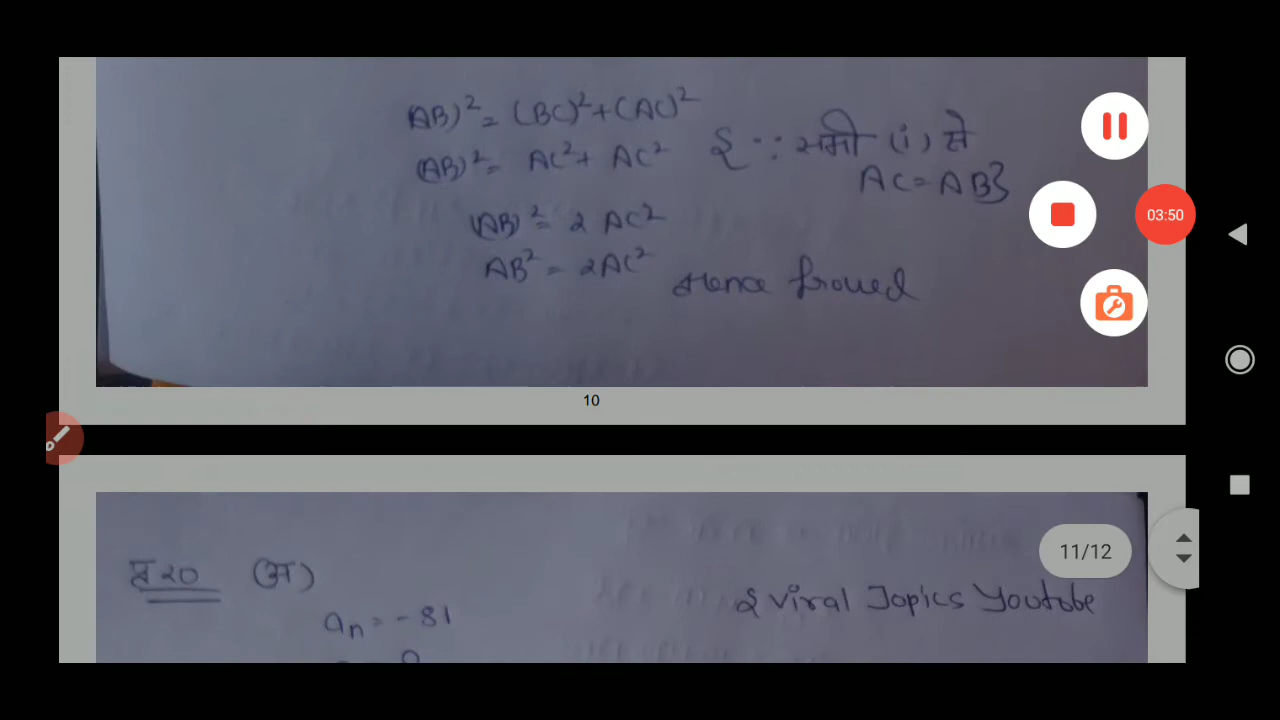 (AB)² = (BC)² + (AC)²
(AB)² = AC² + AC² { ∵ समी (i) से
AC = AB}
(AB)² = 2 AC²
AB² = 2AC² Hence Proved
10
03:50
11/12
प्र20 (अ)
an = -81
Viral Topics Youtube